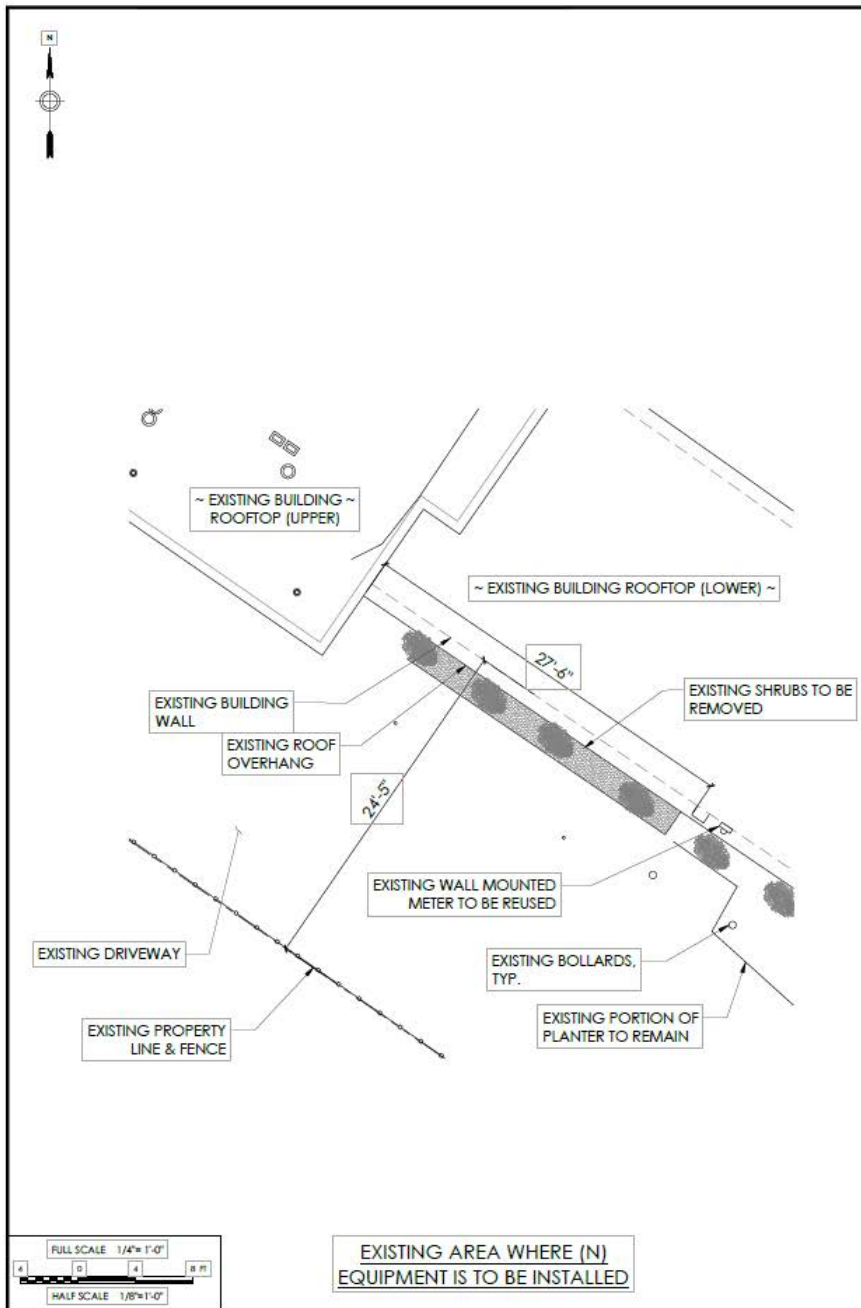 N
~ EXISTING BUILDING ~
ROOFTOP (UPPER)
~ EXISTING BUILDING ROOFTOP (LOWER) ~
27'-6"
EXISTING BUILDING
WALL
EXISTING SHRUBS TO BE
REMOVED
EXISTING ROOF
OVERHANG
24'-5"
EXISTING WALL MOUNTED
METER TO BE REUSED
EXISTING DRIVEWAY
EXISTING BOLLARDS,
TYP.
EXISTING PROPERTY
LINE & FENCE
EXISTING PORTION OF
PLANTER TO REMAIN
FULL SCALE 1/4"= 1'-0"
4 0 4 8 FT
HALF SCALE 1/8"=1'-0"
EXISTING AREA WHERE (N)
EQUIPMENT IS TO BE INSTALLED